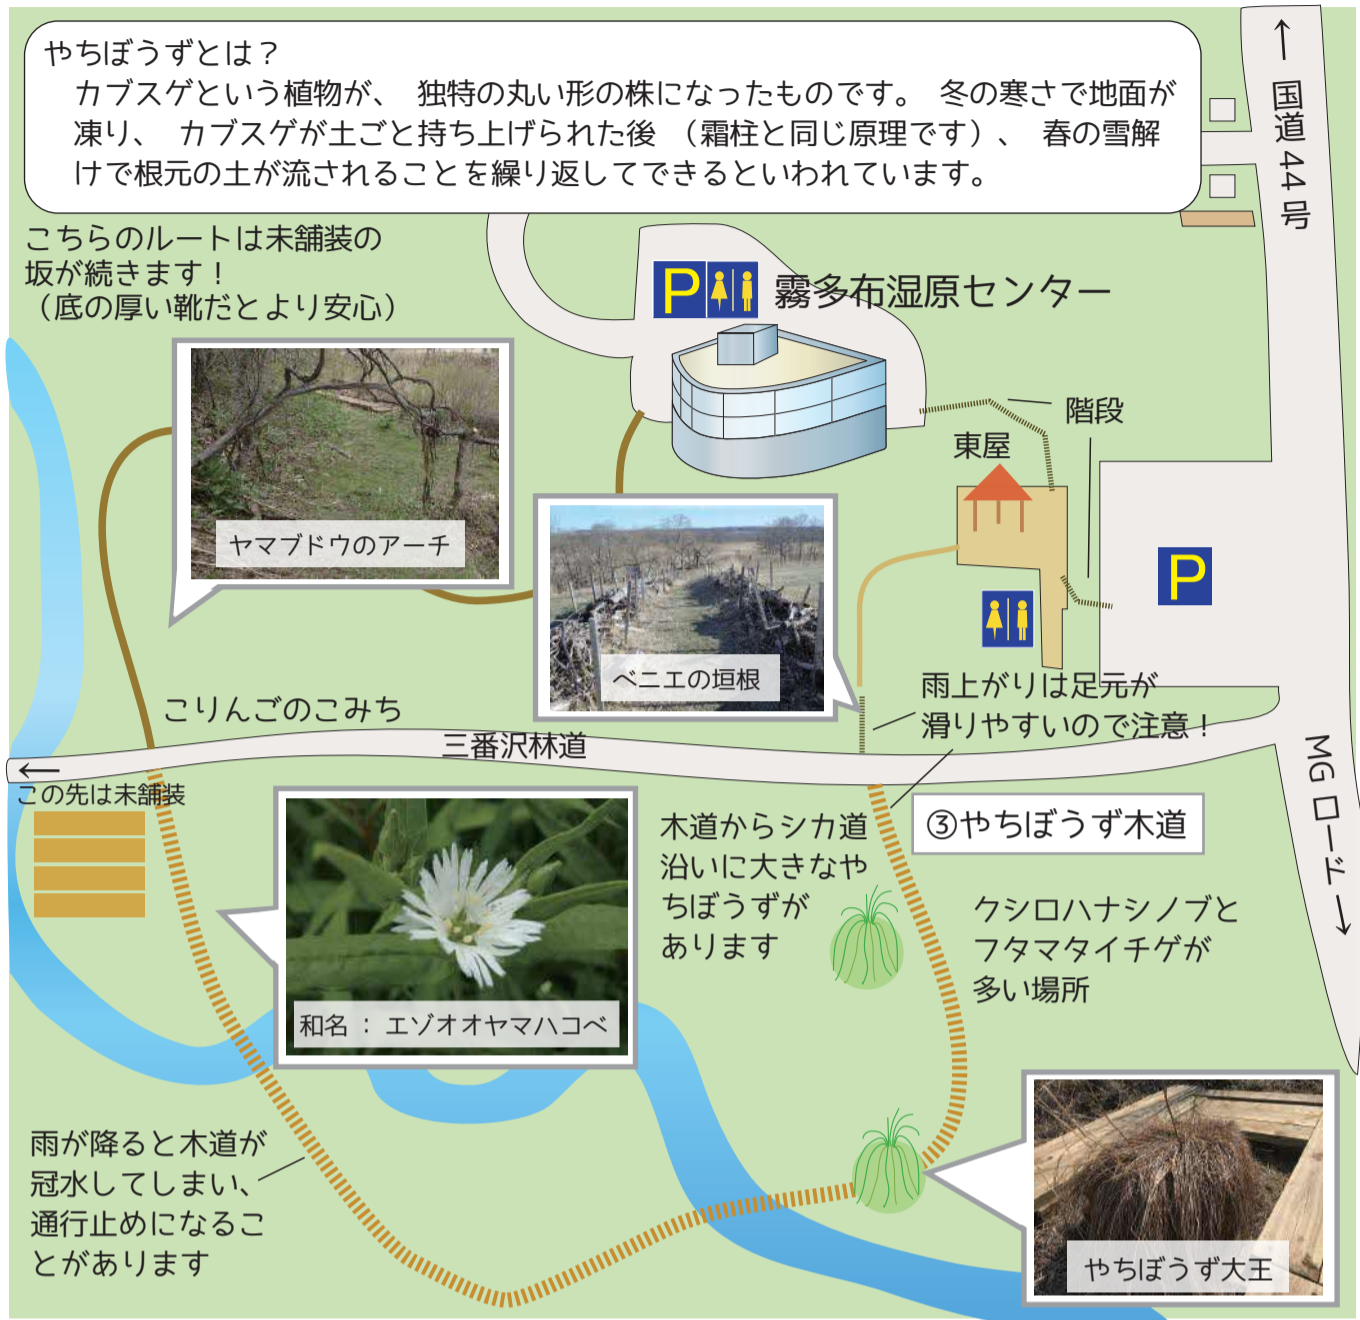 やちぼうずとは？
カブスゲという植物が、 独特の丸い形の株になったものです。 冬の寒さで地面が
凍り、 カブスゲが土ごと持ち上げられた後 （霜柱と同じ原理です）、 春の雪解
けで根元の土が流されることを繰り返してできるといわれています。
← 国道44号
こちらのルートは未舗装の
坂が続きます！
（底の厚い靴だとより安心）
P
霧多布湿原センター
階段
東屋
ヤマブドウのアーチ
P
ベニエの垣根
雨上がりは足元が
滑りやすいので注意！
こりんごのこみち
三番沢林道
←
この先は未舗装
MGロード →
③やちぼうず木道
木道からシカ道
沿いに大きなや
ちぼうずが
あります
クシロハナシノブと
フタマタイチゲが
多い場所
和名 ： エゾオオヤマハコベ
雨が降ると木道が
冠水してしまい、
通行止めになるこ
とがあります
やちぼうず大王